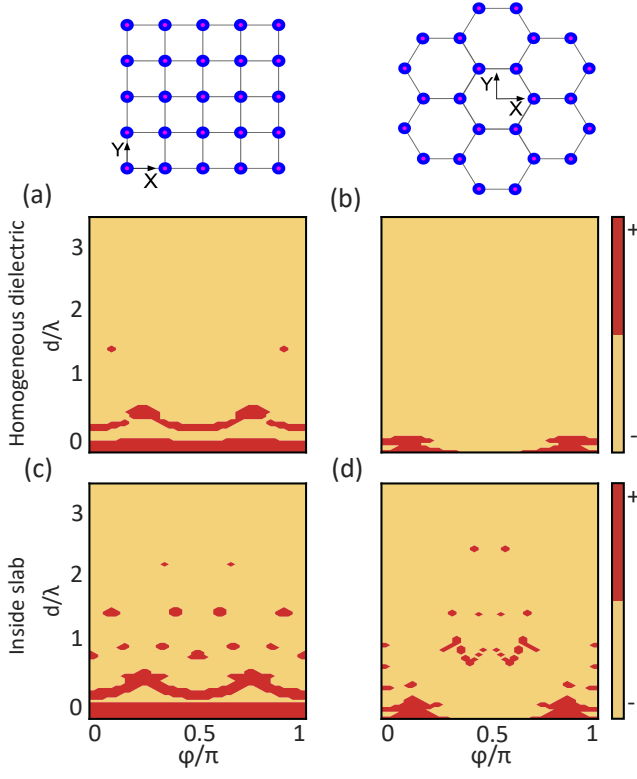 Y
X
Y
X
(a)
(b)
Homogeneous dielectric
d/λ
3
2
1
0
+
-
(c)
(d)
Inside slab
d/λ
3
2
1
0
+
-
0
0.5
1
φ/π
0
0.5
1
φ/π